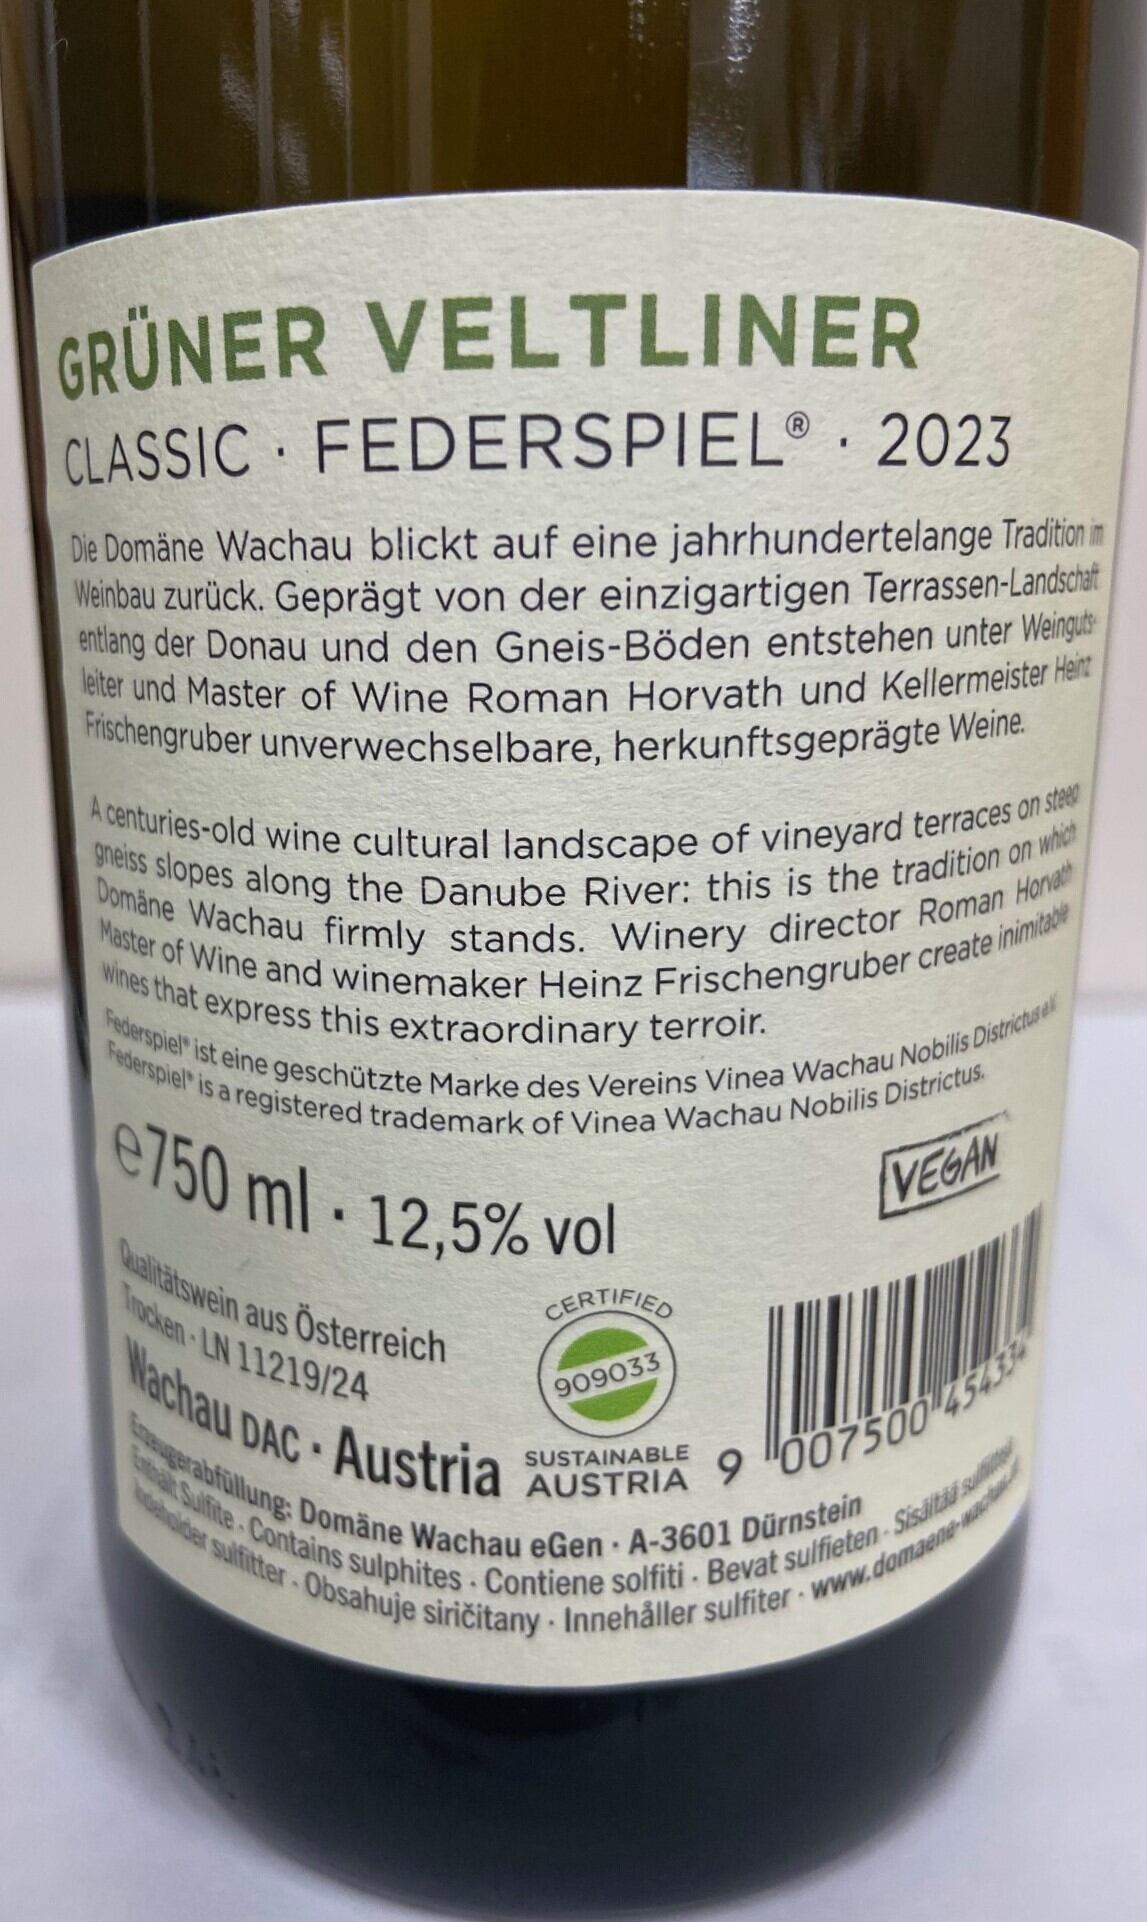 GRÜNER VELTLINER
CLASSIC · FEDERSPIEL® · 2023
Die Domäne Wachau blickt auf eine jahrhundertelange Tradition im
Weinbau zurück. Geprägt von der einzigartigen Terrassen-Landschaft
entlang der Donau und den Gneis-Böden entstehen unter Weinguts-
leiter und Master of Wine Roman Horvath und Kellermeister Heinz
Frischengruber unverwechselbare, herkunftsgeprägte Weine.
A centuries-old wine cultural landscape of vineyard terraces on steep
gneiss slopes along the Danube River: this is the tradition on which
Domäne Wachau firmly stands. Winery director Roman Horvath
Master of Wine and winemaker Heinz Frischengruber create inimitable
wines that express this extraordinary terroir.
Federspiel® ist eine geschützte Marke des Vereins Vinea Wachau Nobilis Districtus e.V.
Federspiel® is a registered trademark of Vinea Wachau Nobilis Districtus.
℮750 ml · 12,5% vol
VEGAN
Qualitätswein aus Österreich
Trocken · LN 11219/24
Wachau DAC · Austria
CERTIFIED
909033
SUSTAINABLE
AUSTRIA
9 007500 454334
Erzeugerabfüllung: Domäne Wachau eGen · A-3601 Dürnstein
Enthält Sulfite · Contains sulphites · Contiene solfiti · Bevat sulfieten · Sisältää sulfiitteja
Indeholder sulfitter · Obsahuje siričitany · Innehåller sulfiter · www.domaene-wachau.at